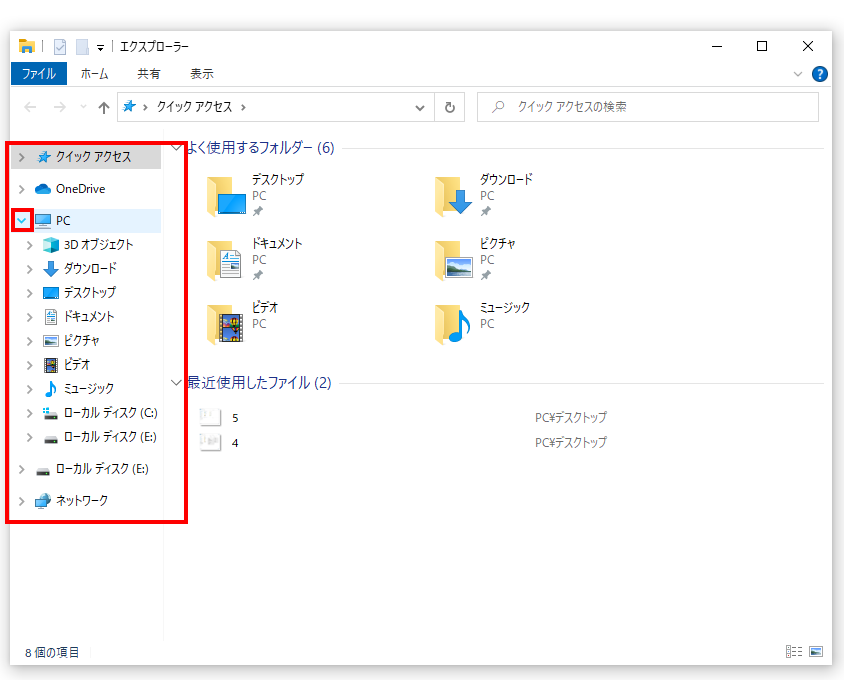 エクスプローラー
ファイル ホーム 共有 表示
クイック アクセス
クイック アクセスの検索
クイック アクセス
OneDrive
PC
3D オブジェクト
ダウンロード
デスクトップ
ドキュメント
ピクチャ
ビデオ
ミュージック
ローカル ディスク (C:)
ローカル ディスク (E:)
ローカル ディスク (E:)
ネットワーク
よく使用するフォルダー (6)
デスクトップ
PC
ダウンロード
PC
ドキュメント
PC
ピクチャ
PC
ビデオ
PC
ミュージック
PC
最近使用したファイル (2)
5 PC¥デスクトップ
4 PC¥デスクトップ
8 個の項目